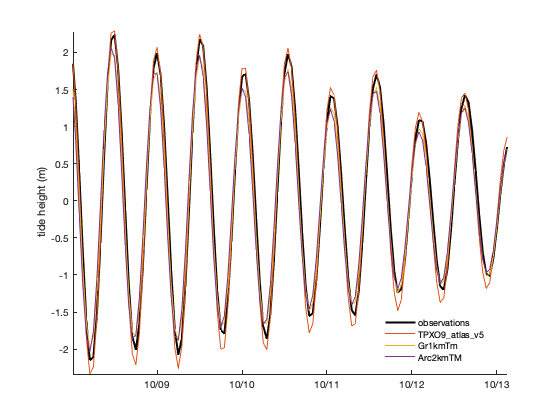 2
1.5
1
0.5
0
-0.5
-1
-1.5
-2
tide height (m)
10/09
10/10
10/11
10/12
10/13
observations
TPXO9_atlas_v5
Gr1kmTm
Arc2kmTM